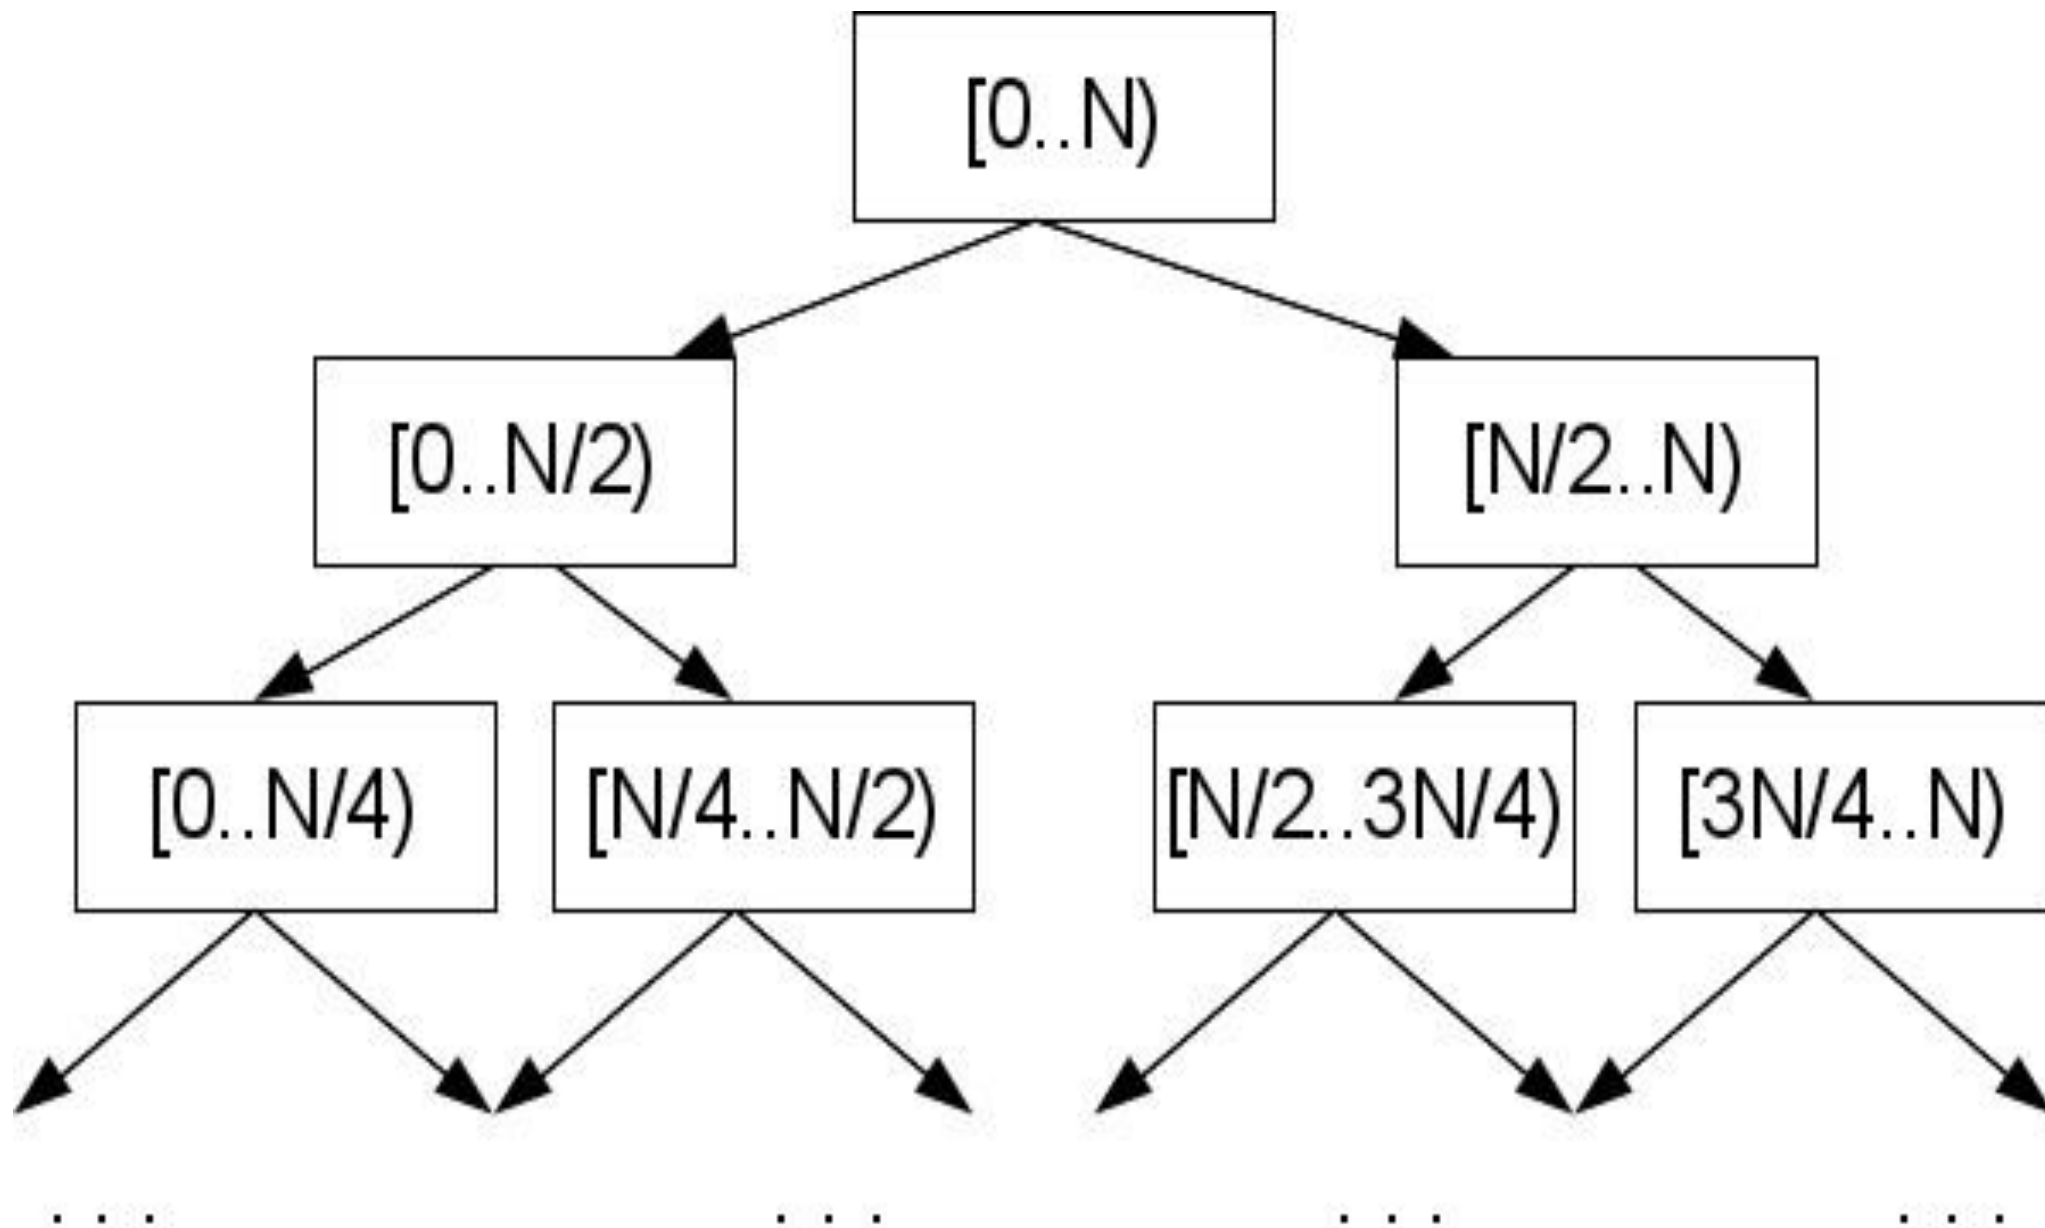 [0..N)
[0..N/2) [N/2..N)
[0..N/4) [N/4..N/2) [N/2..3N/4) [3N/4..N)
. . . . . . . . . . . .